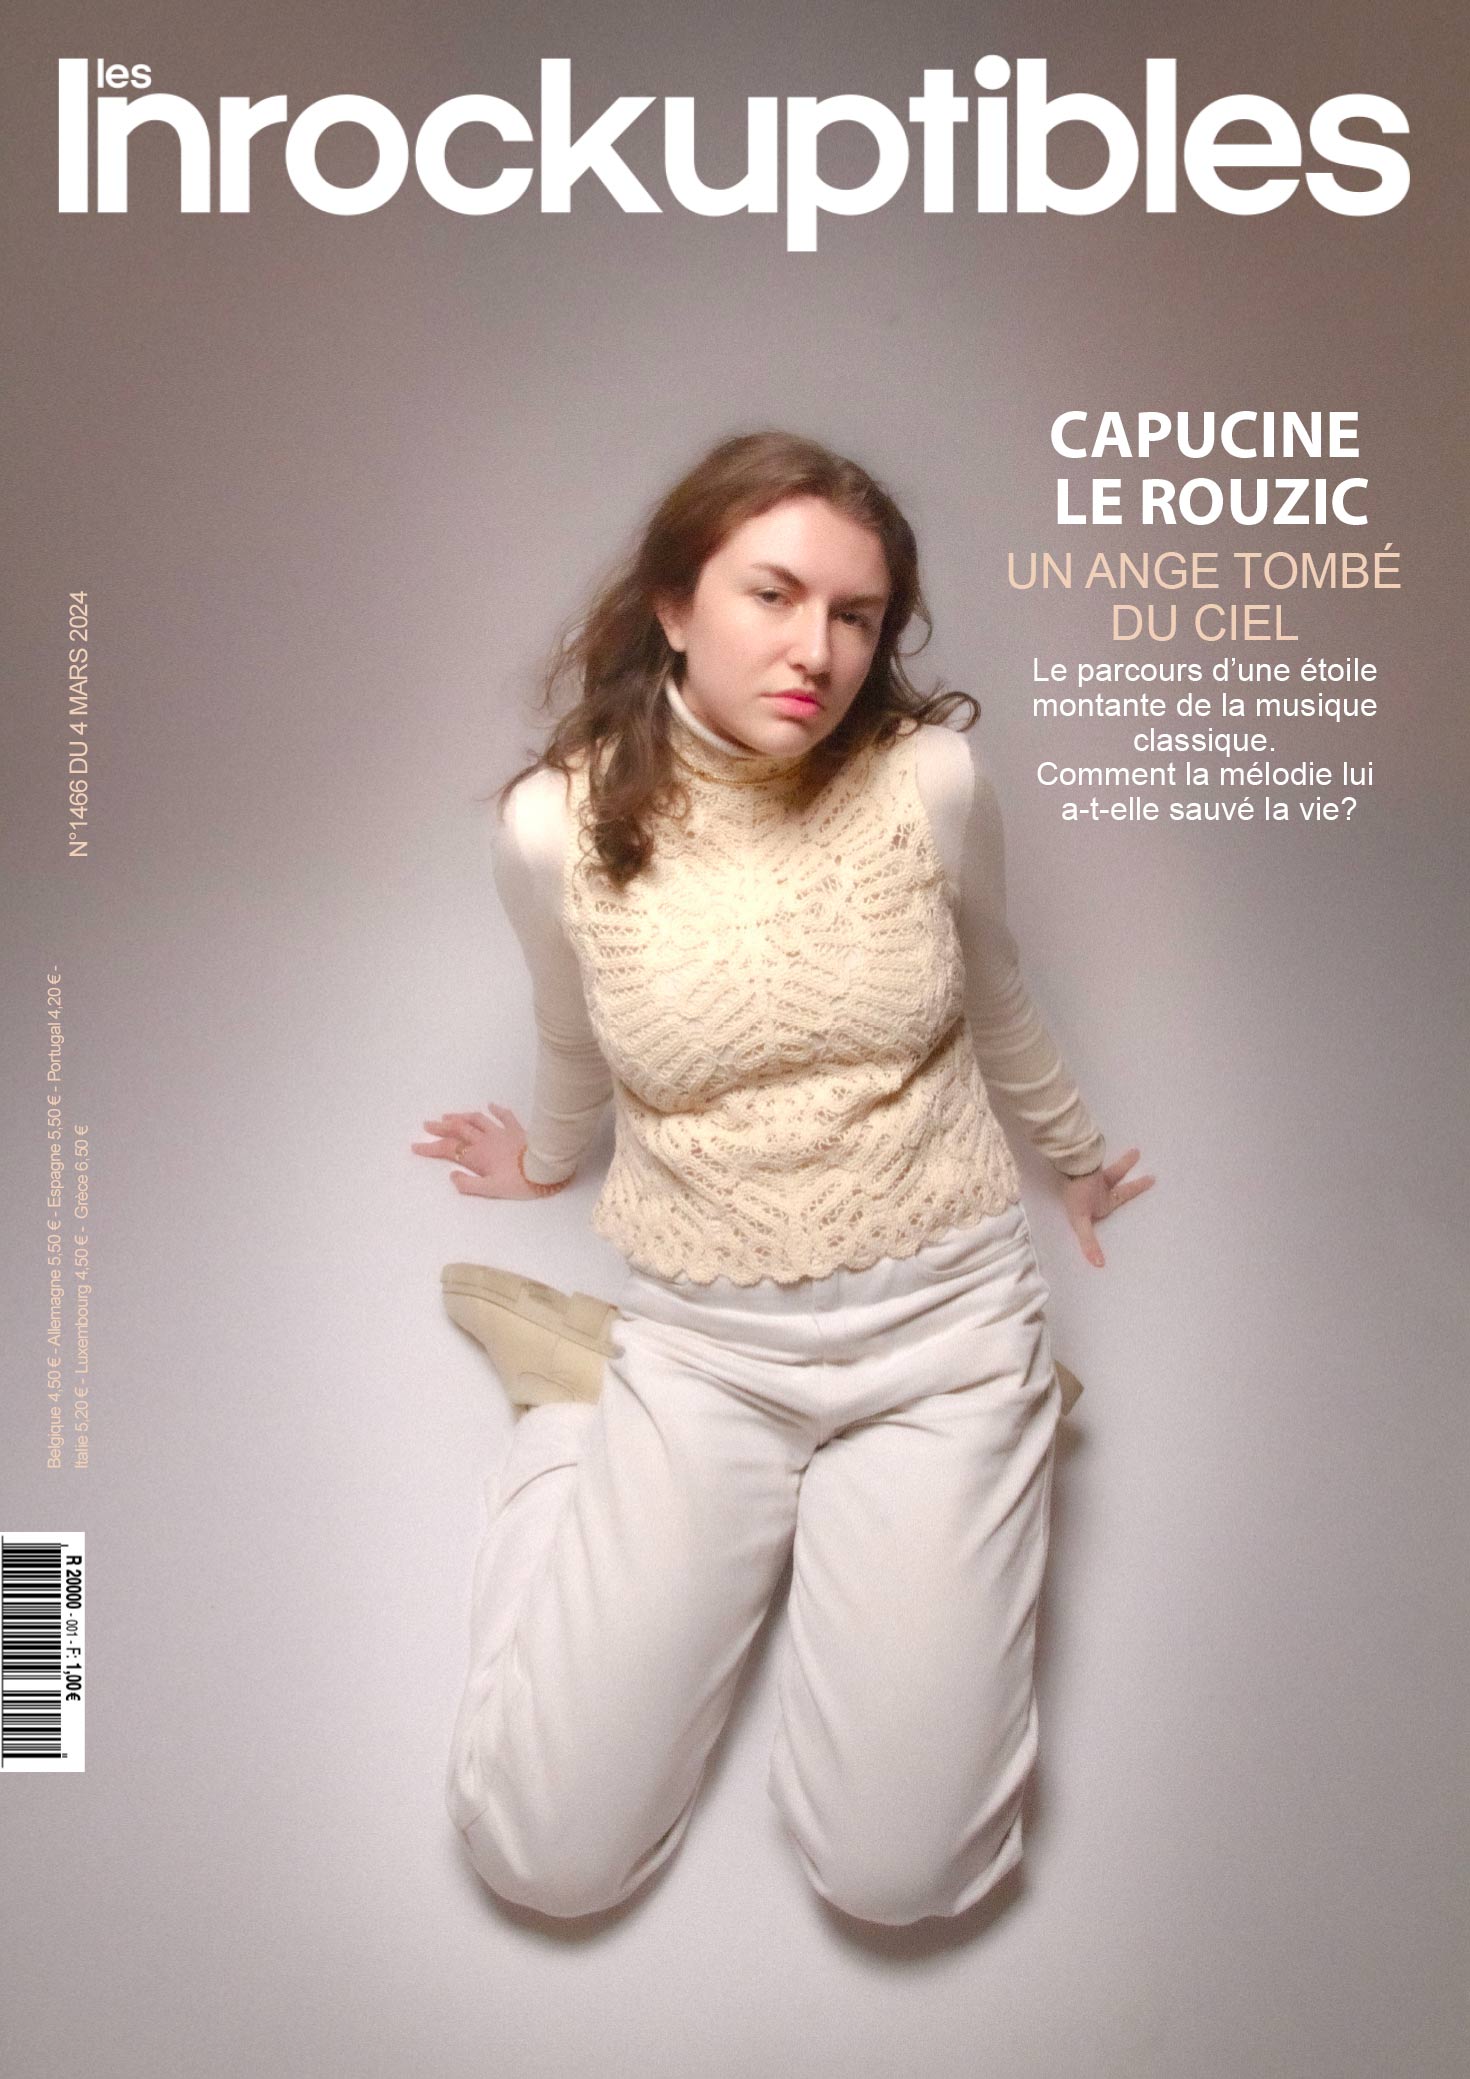 les
Inrockuptibles
CAPUCINE
LE ROUZIC
UN ANGE TOMBÉ
DU CIEL
Le parcours d’une étoile
montante de la musique
classique.
Comment la mélodie lui
a-t-elle sauvé la vie?
N°1466 DU 4 MARS 2024
Belgique 4,50 € - Allemagne 5,50 € - Espagne 5,50 € - Portugal 4,20 € -
Italie 5,20 € - Luxembourg 4,50 € - Grèce 6,50 €
R 20000 - 001 - F: 1,00 €